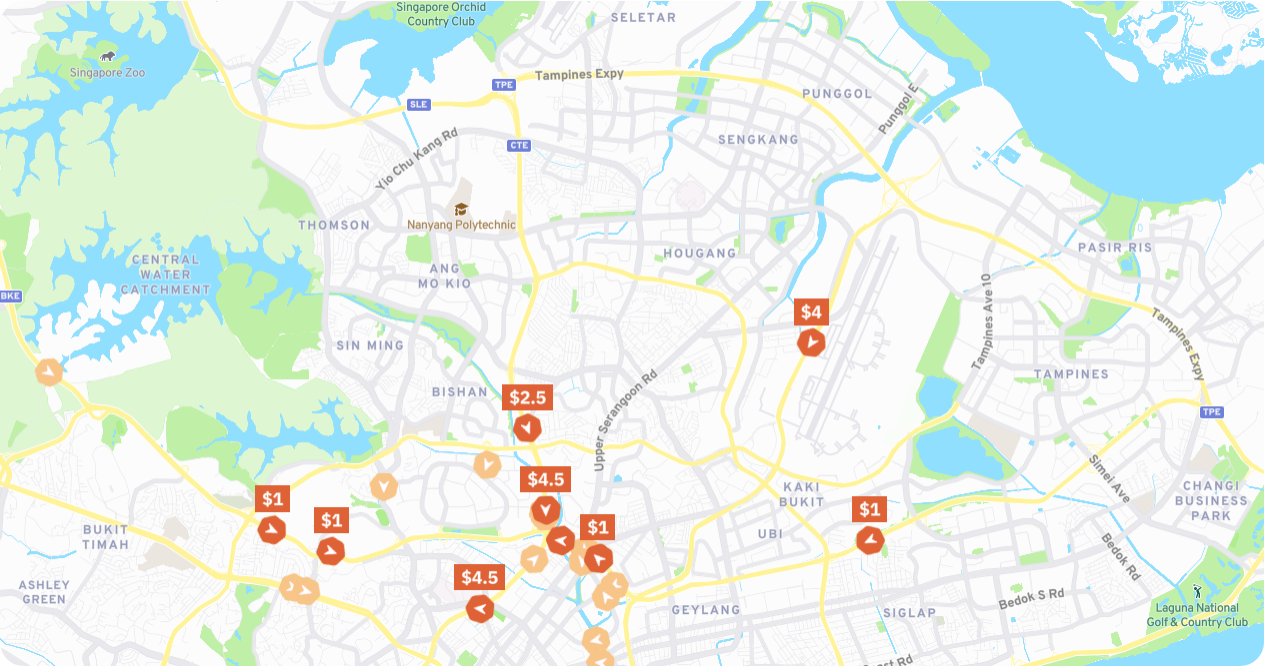 Singapore Orchid
Country Club
SELETAR
Singapore Zoo
TPE
Tampines Expy
SLE
PUNGGOL
Punggol E
CTE
SENGKANG
Yio Chu Kang Rd
Nanyang Polytechnic
THOMSON
HOUGANG
PASIR RIS
CENTRAL
WATER
CATCHMENT
ANG
MO KIO
BKE
Tampines Ave 10
$4
Tampines Expy
SIN MING
TAMPINES
BISHAN
$2.5
Upper Serangoon Rd
TPE
$4.5
Simei Ave
KAKI
BUKIT
CHANGI
BUSINESS
PARK
$1
$1
$1
$1
BUKIT
TIMAH
UBI
Bedok Rd
$4.5
ASHLEY
GREEN
GEYLANG
SIGLAP
Bedok S Rd
Laguna National
Golf & Country Club
Rd